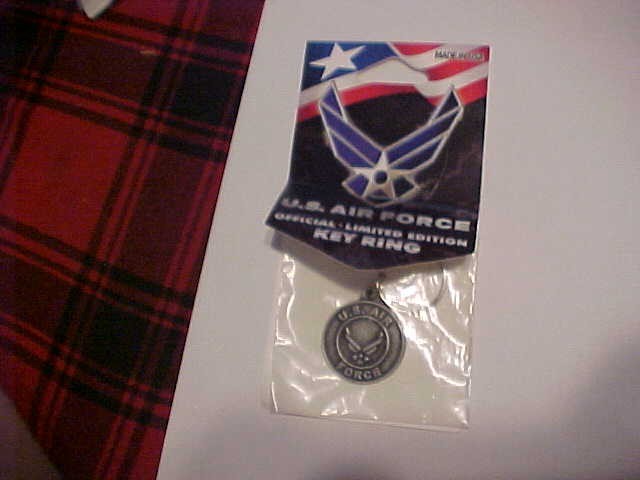 MADE IN USA
U.S. AIR FORCE
OFFICIAL · LIMITED EDITION
KEY RING
U.S. AIR
FORCE